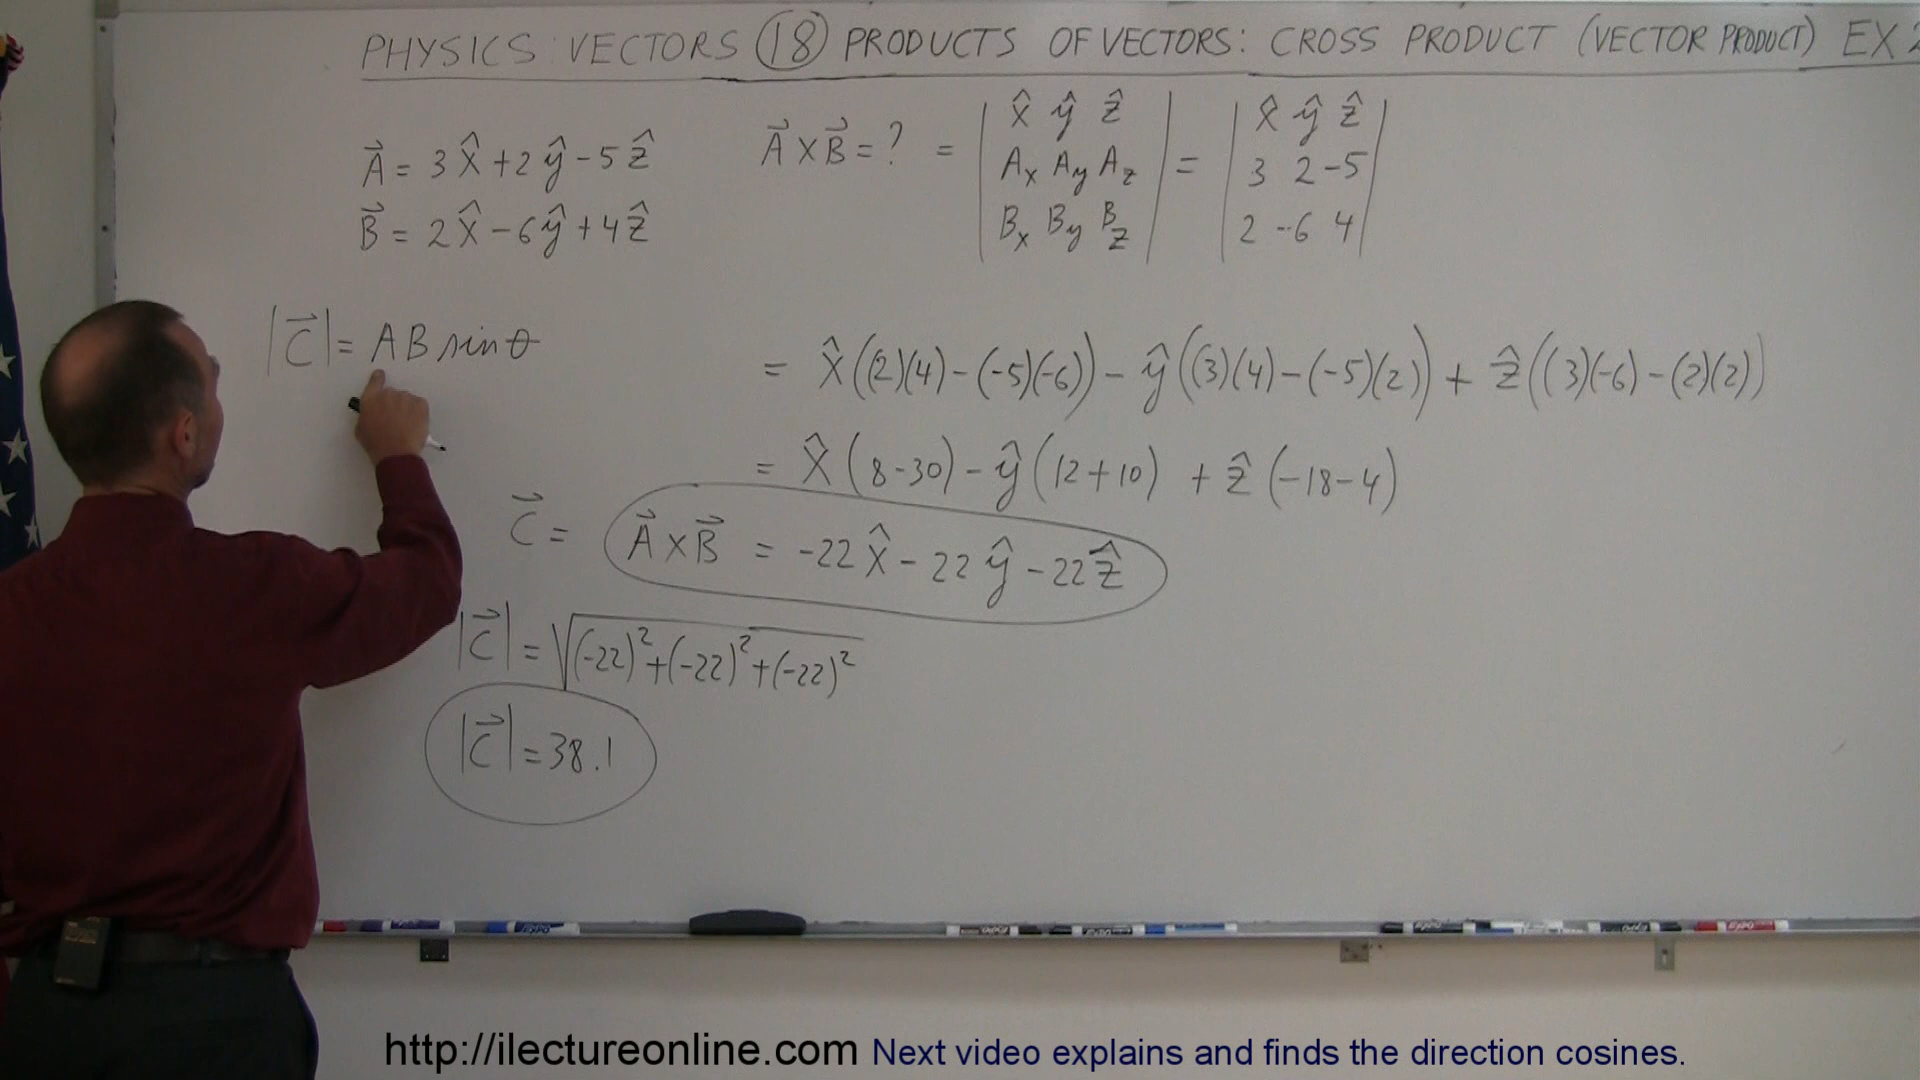 PHYSICS: VECTORS (18) PRODUCTS OF VECTORS: CROSS PRODUCT (VECTOR PRODUCT) EX 2
A⃗ = 3x̂ + 2ŷ - 5ẑ
B⃗ = 2x̂ - 6ŷ + 4ẑ
A⃗ × B⃗ = ? = | x̂ ŷ ẑ | = | x̂ ŷ ẑ |
| Ax Ay Az | | 3 2 -5 |
| Bx By Bz | | 2 -6 4 |
|C⃗| = AB sin θ
= x̂((2)(4) - (-5)(-6)) - ŷ((3)(4) - (-5)(2)) + ẑ((3)(-6) - (2)(2))
= x̂(8-30) - ŷ(12+10) + ẑ(-18-4)
C⃗ = A⃗ × B⃗ = -22x̂ - 22ŷ - 22ẑ
|C⃗| = √(-22)² + (-22)² + (-22)²
|C⃗| = 38.1
http://ilectureonline.com Next video explains and finds the direction cosines.